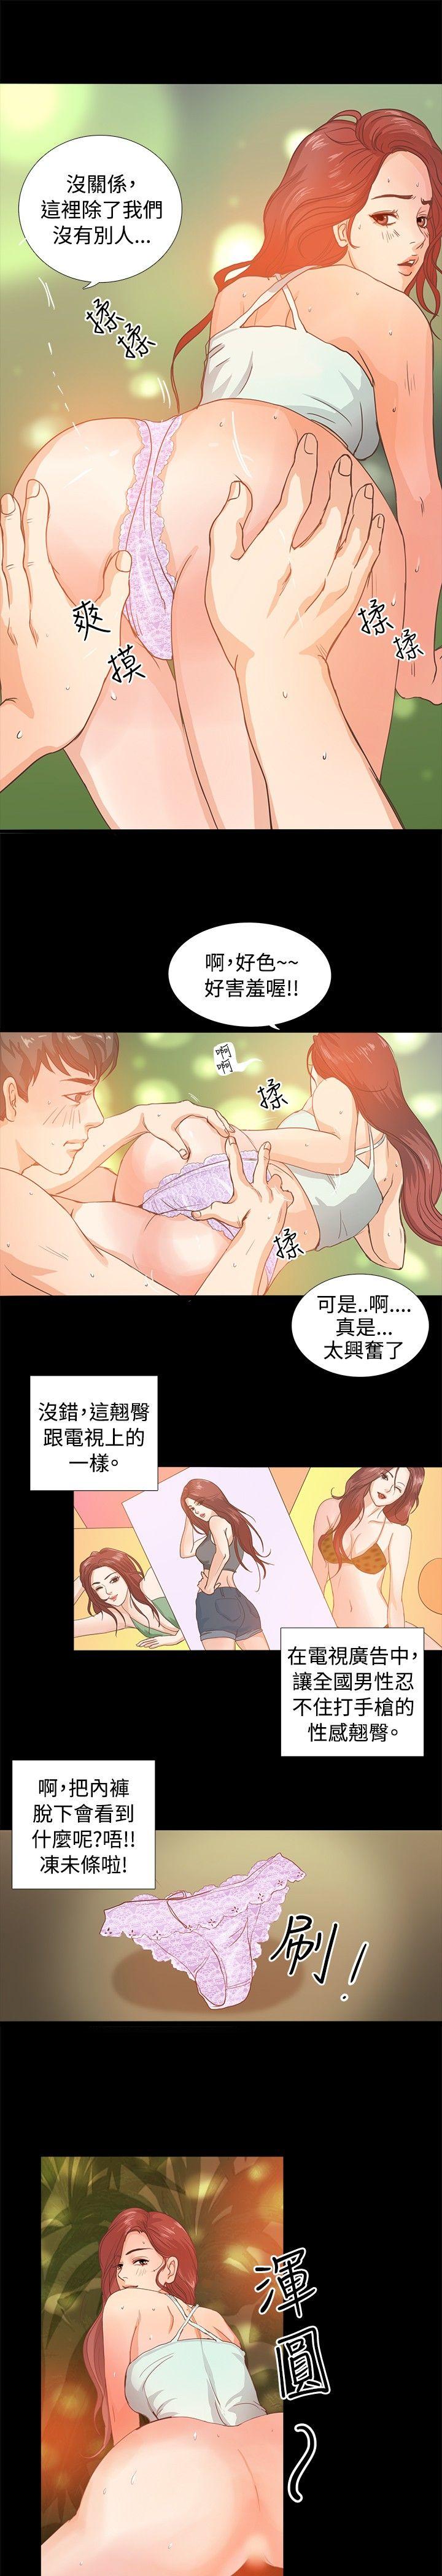 沒關係,
這裡除了我們
沒有別人...
揉
揉
爽
摸
揉
揉
啊,好色~~
好害羞喔!!
啊
啊
揉
揉
可是..啊....
真是...
太興奮了
沒錯,這翹臀
跟電視上的
一樣。
在電視廣告中,
讓全國男性忍
不住打手槍的
性感翹臀。
啊,把內褲
脫下會看到
什麼呢?唔!!
凍未條啦!
刷!
渾
圓
~